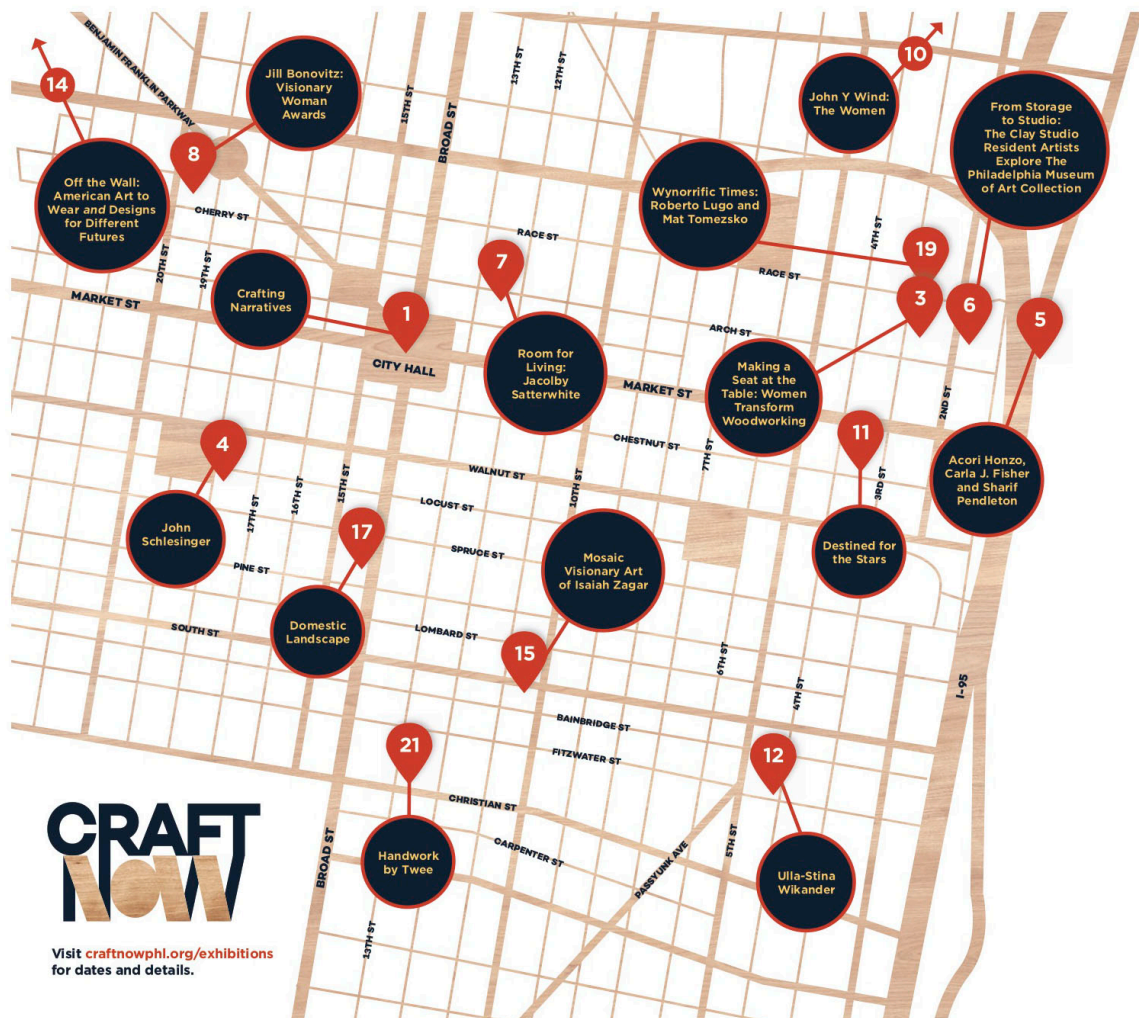 BENJAMIN FRANKLIN PARKWAY
14
Off the Wall:
American Art to
Wear and Designs
for Different
Futures
8
Jill Bonovitz:
Visionary
Woman
Awards
15TH ST
BROAD ST
13TH ST
12TH ST
10
John Y Wind:
The Women
From Storage
to Studio:
The Clay Studio
Resident Artists
Explore The
Philadelphia Museum
of Art Collection
Wynorrific Times:
Roberto Lugo and
Mat Tomezsko
CHERRY ST
20TH ST
19TH ST
RACE ST
RACE ST
4TH ST
19
7
3
6
5
MARKET ST
Crafting
Narratives
1
CITY HALL
ARCH ST
Room for
Living:
Jacolby
Satterwhite
MARKET ST
Making a
Seat at the
Table: Women
Transform
Woodworking
2ND ST
4
John
Schlesinger
17TH ST
16TH ST
15TH ST
WALNUT ST
CHESTNUT ST
LOCUST ST
10TH ST
7TH ST
11
3RD ST
Destined for
the Stars
Acori Honzo,
Carla J. Fisher
and Sharif
Pendleton
17
SPRUCE ST
Mosaic
Visionary Art
of Isaiah Zagar
PINE ST
SOUTH ST
Domestic
Landscape
LOMBARD ST
15
6TH ST
4TH ST
I-95
BAINBRIDGE ST
FITZWATER ST
21
12
CHRISTIAN ST
CARPENTER ST
PASSYUNK AVE
5TH ST
BROAD ST
Handwork
by Twee
Ulla-Stina
Wikander
13TH ST
CRAFT
NOW
Visit craftnowphl.org/exhibitions
for dates and details.